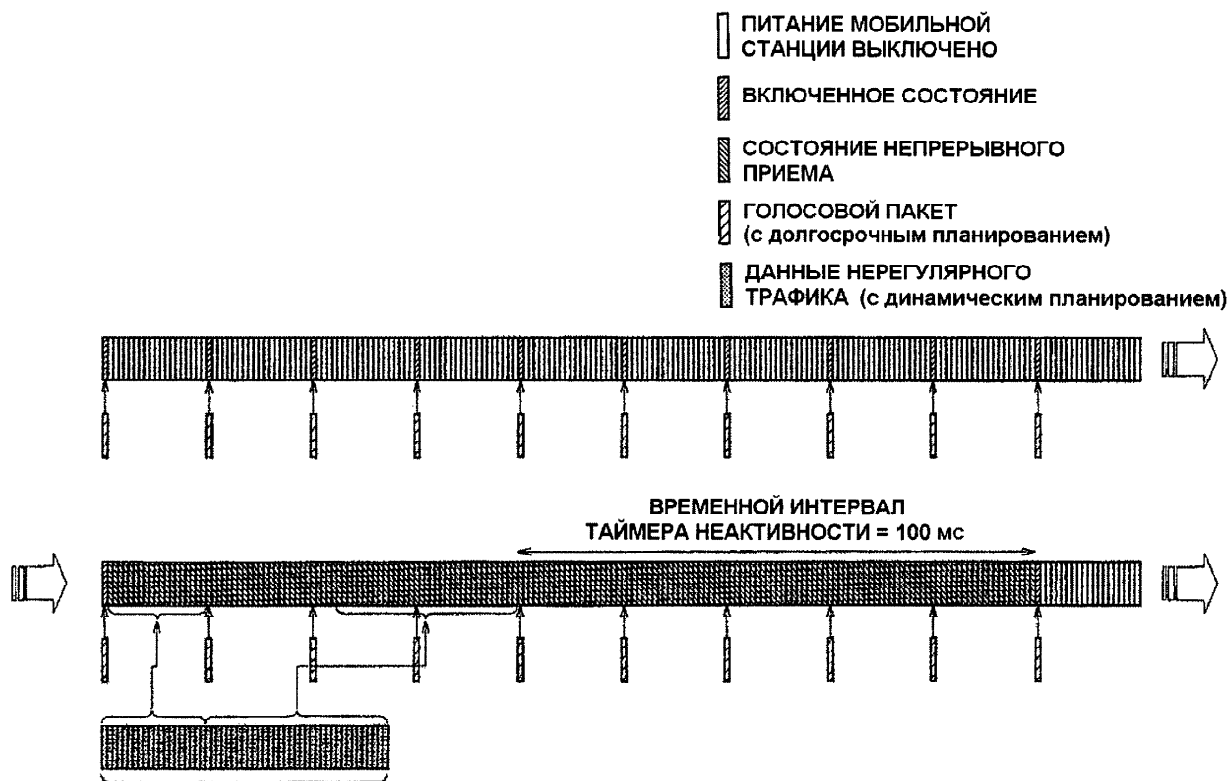 ПИТАНИЕ МОБИЛЬНОЙ
СТАНЦИИ ВЫКЛЮЧЕНО
ВКЛЮЧЕННОЕ СОСТОЯНИЕ
СОСТОЯНИЕ НЕПРЕРЫВНОГО
ПРИЕМА
ГОЛОСОВОЙ ПАКЕТ
(с долгосрочным планированием)
ДАННЫЕ НЕРЕГУЛЯРНОГО
ТРАФИКА (с динамическим планированием)
ВРЕМЕННОЙ ИНТЕРВАЛ
ТАЙМЕРА НЕАКТИВНОСТИ = 100 мс